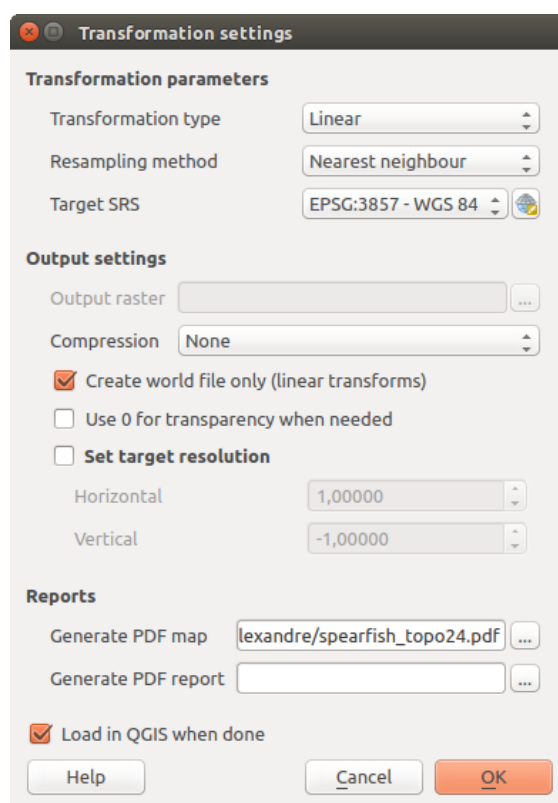 Transformation settings
Transformation parameters
Transformation type Linear
Resampling method Nearest neighbour
Target SRS EPSG:3857 - WGS 84
Output settings
Output raster ...
Compression None
Create world file only (linear transforms)
Use 0 for transparency when needed
Set target resolution
Horizontal 1,00000
Vertical -1,00000
Reports
Generate PDF map lexandre/spearfish_topo24.pdf ...
Generate PDF report ...
Load in QGIS when done
Help Cancel OK